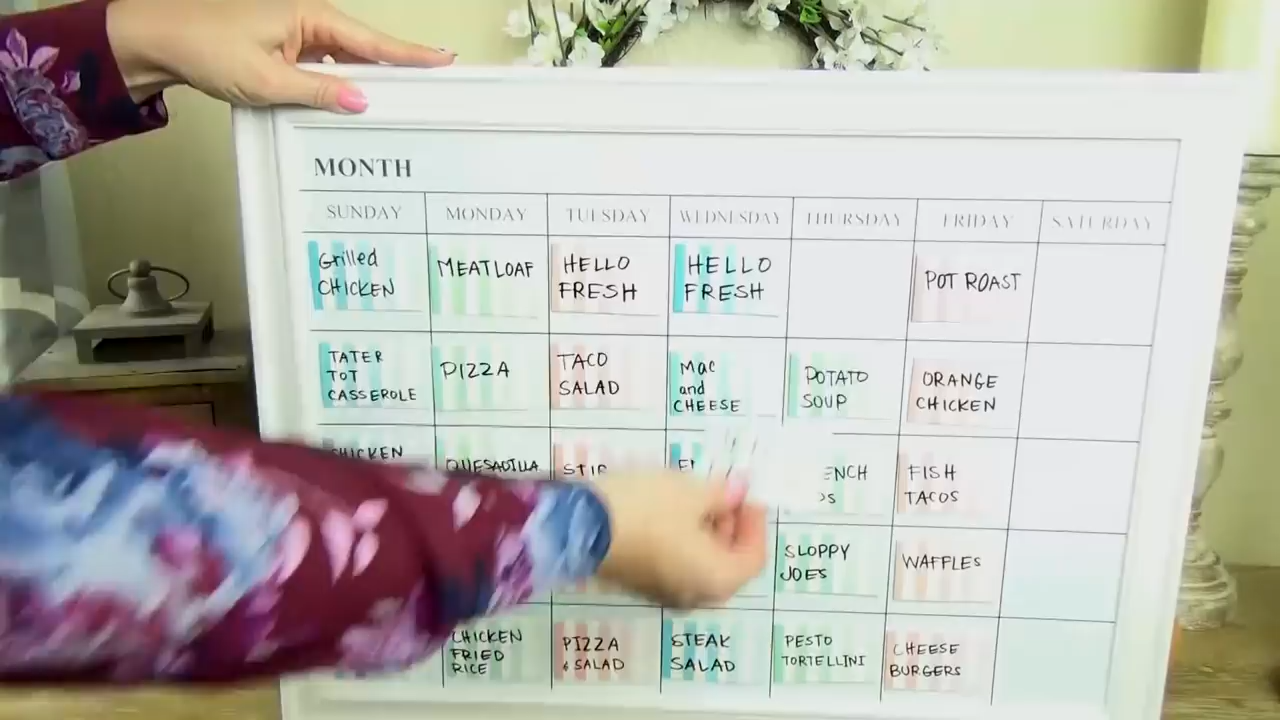 MONTH
SUNDAY MONDAY TUESDAY WEDNESDAY THURSDAY FRIDAY SATURDAY
Grilled
CHICKEN
MEATLOAF
HELLO
FRESH
HELLO
FRESH
POT ROAST
TATER
TOT
CASSEROLE
PIZZA
TACO
SALAD
Mac
and
CHEESE
POTATO
SOUP
ORANGE
CHICKEN
CHICKEN
QUESADILLA
FISH
TACOS
SLOPPY
JOES
WAFFLES
CHICKEN
FRIED
RICE
PIZZA
& SALAD
STEAK
SALAD
PESTO
TORTELLINI
CHEESE
BURGERS